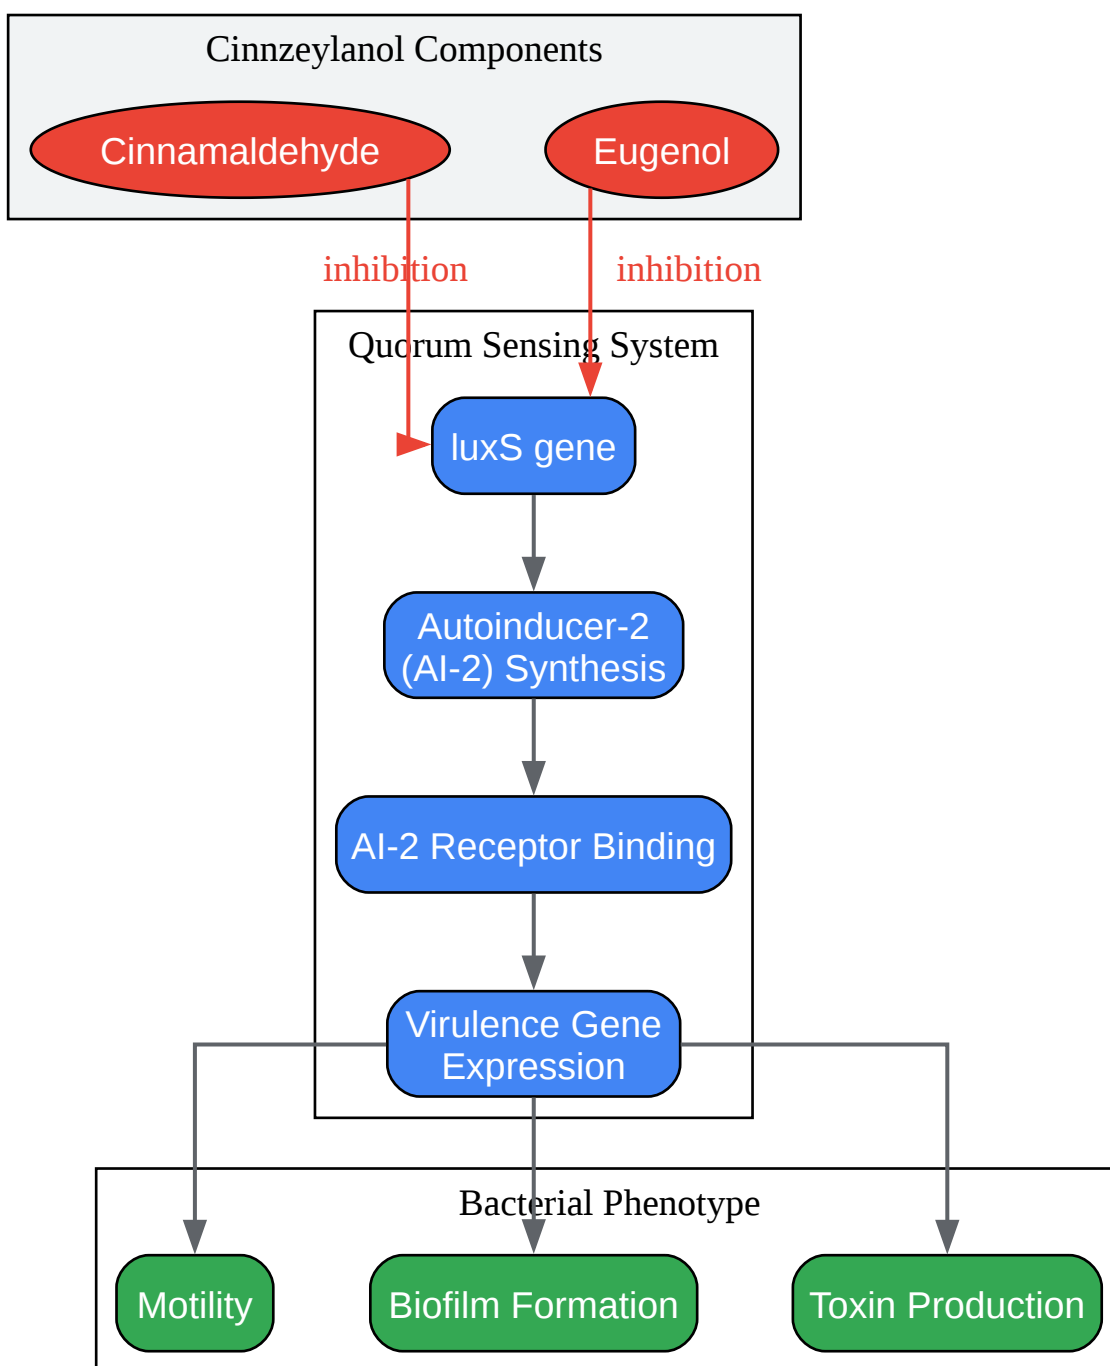 Cinnzeylanol Components
Cinnamaldehyde
Eugenol
inhibition
inhibition
Quorum Sensing System
luxS gene
Autoinducer-2
(AI-2) Synthesis
AI-2 Receptor Binding
Virulence Gene
Expression
Bacterial Phenotype
Motility
Biofilm Formation
Toxin Production